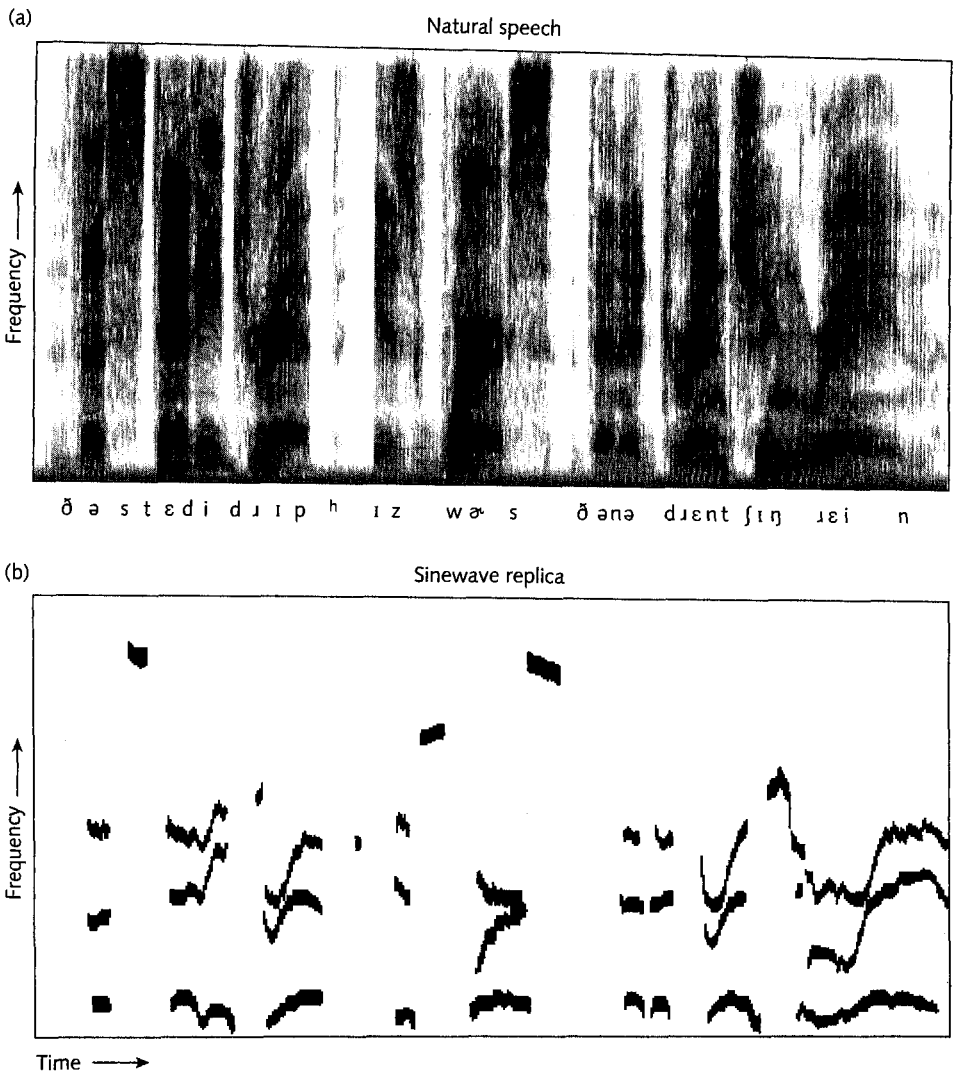 (a)
Natural speech
Frequency →
ð ə s t ɛ d i d ɹ ɪ p ʰ ɪ z w ɚ s ð ə n ə d ɹ ɛ n t ʃ ɪ ŋ ɹ ɛ i n
(b)
Sinewave replica
Frequency →
Time →